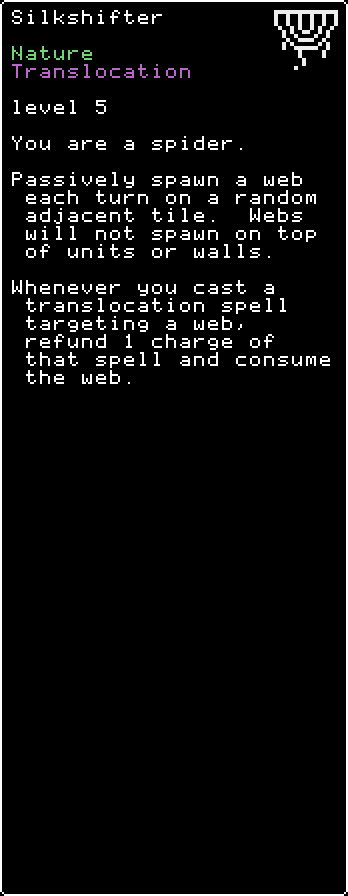 Silkshifter
Nature
Translocation
level 5
You are a spider.
Passively spawn a web
each turn on a random
adjacent tile.  Webs
will not spawn on top
of units or walls.
Whenever you cast a
translocation spell
targeting a web,
refund 1 charge of
that spell and consume
the web.